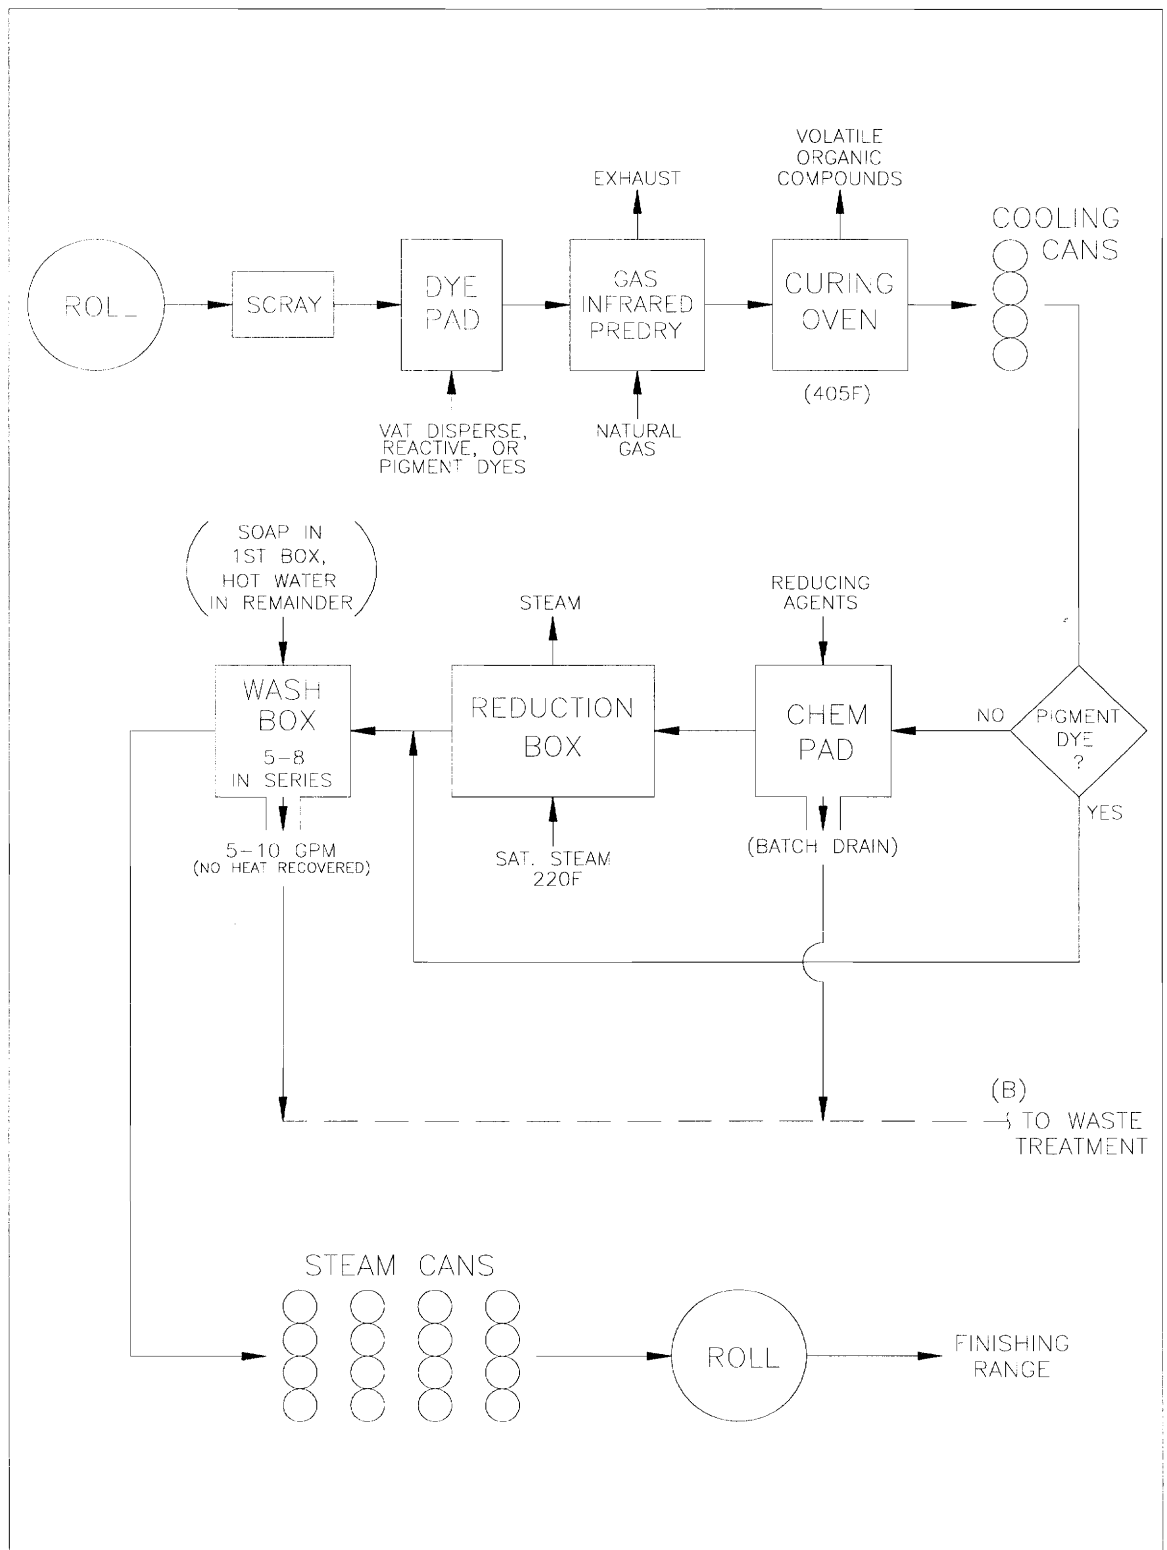 VOLATILE
ORGANIC
COMPOUNDS
EXHAUST
COOLING
CANS
ROLL
SCRAY
DYE
PAD
GAS
INFRARED
PREDRY
CURING
OVEN
(405F)
VAT DISPERSE,
REACTIVE, OR
PIGMENT DYES
NATURAL
GAS
(SOAP IN
1ST BOX,
HOT WATER
IN REMAINDER)
STEAM
REDUCING
AGENTS
WASH
BOX
5-8
IN SERIES
REDUCTION
BOX
CHEM
PAD
NO
PIGMENT
DYE
?
YES
5-10 GPM
(NO HEAT RECOVERED)
SAT. STEAM
220F
(BATCH DRAIN)
(B)
TO WASTE
TREATMENT
STEAM CANS
ROLL
FINISHING
RANGE